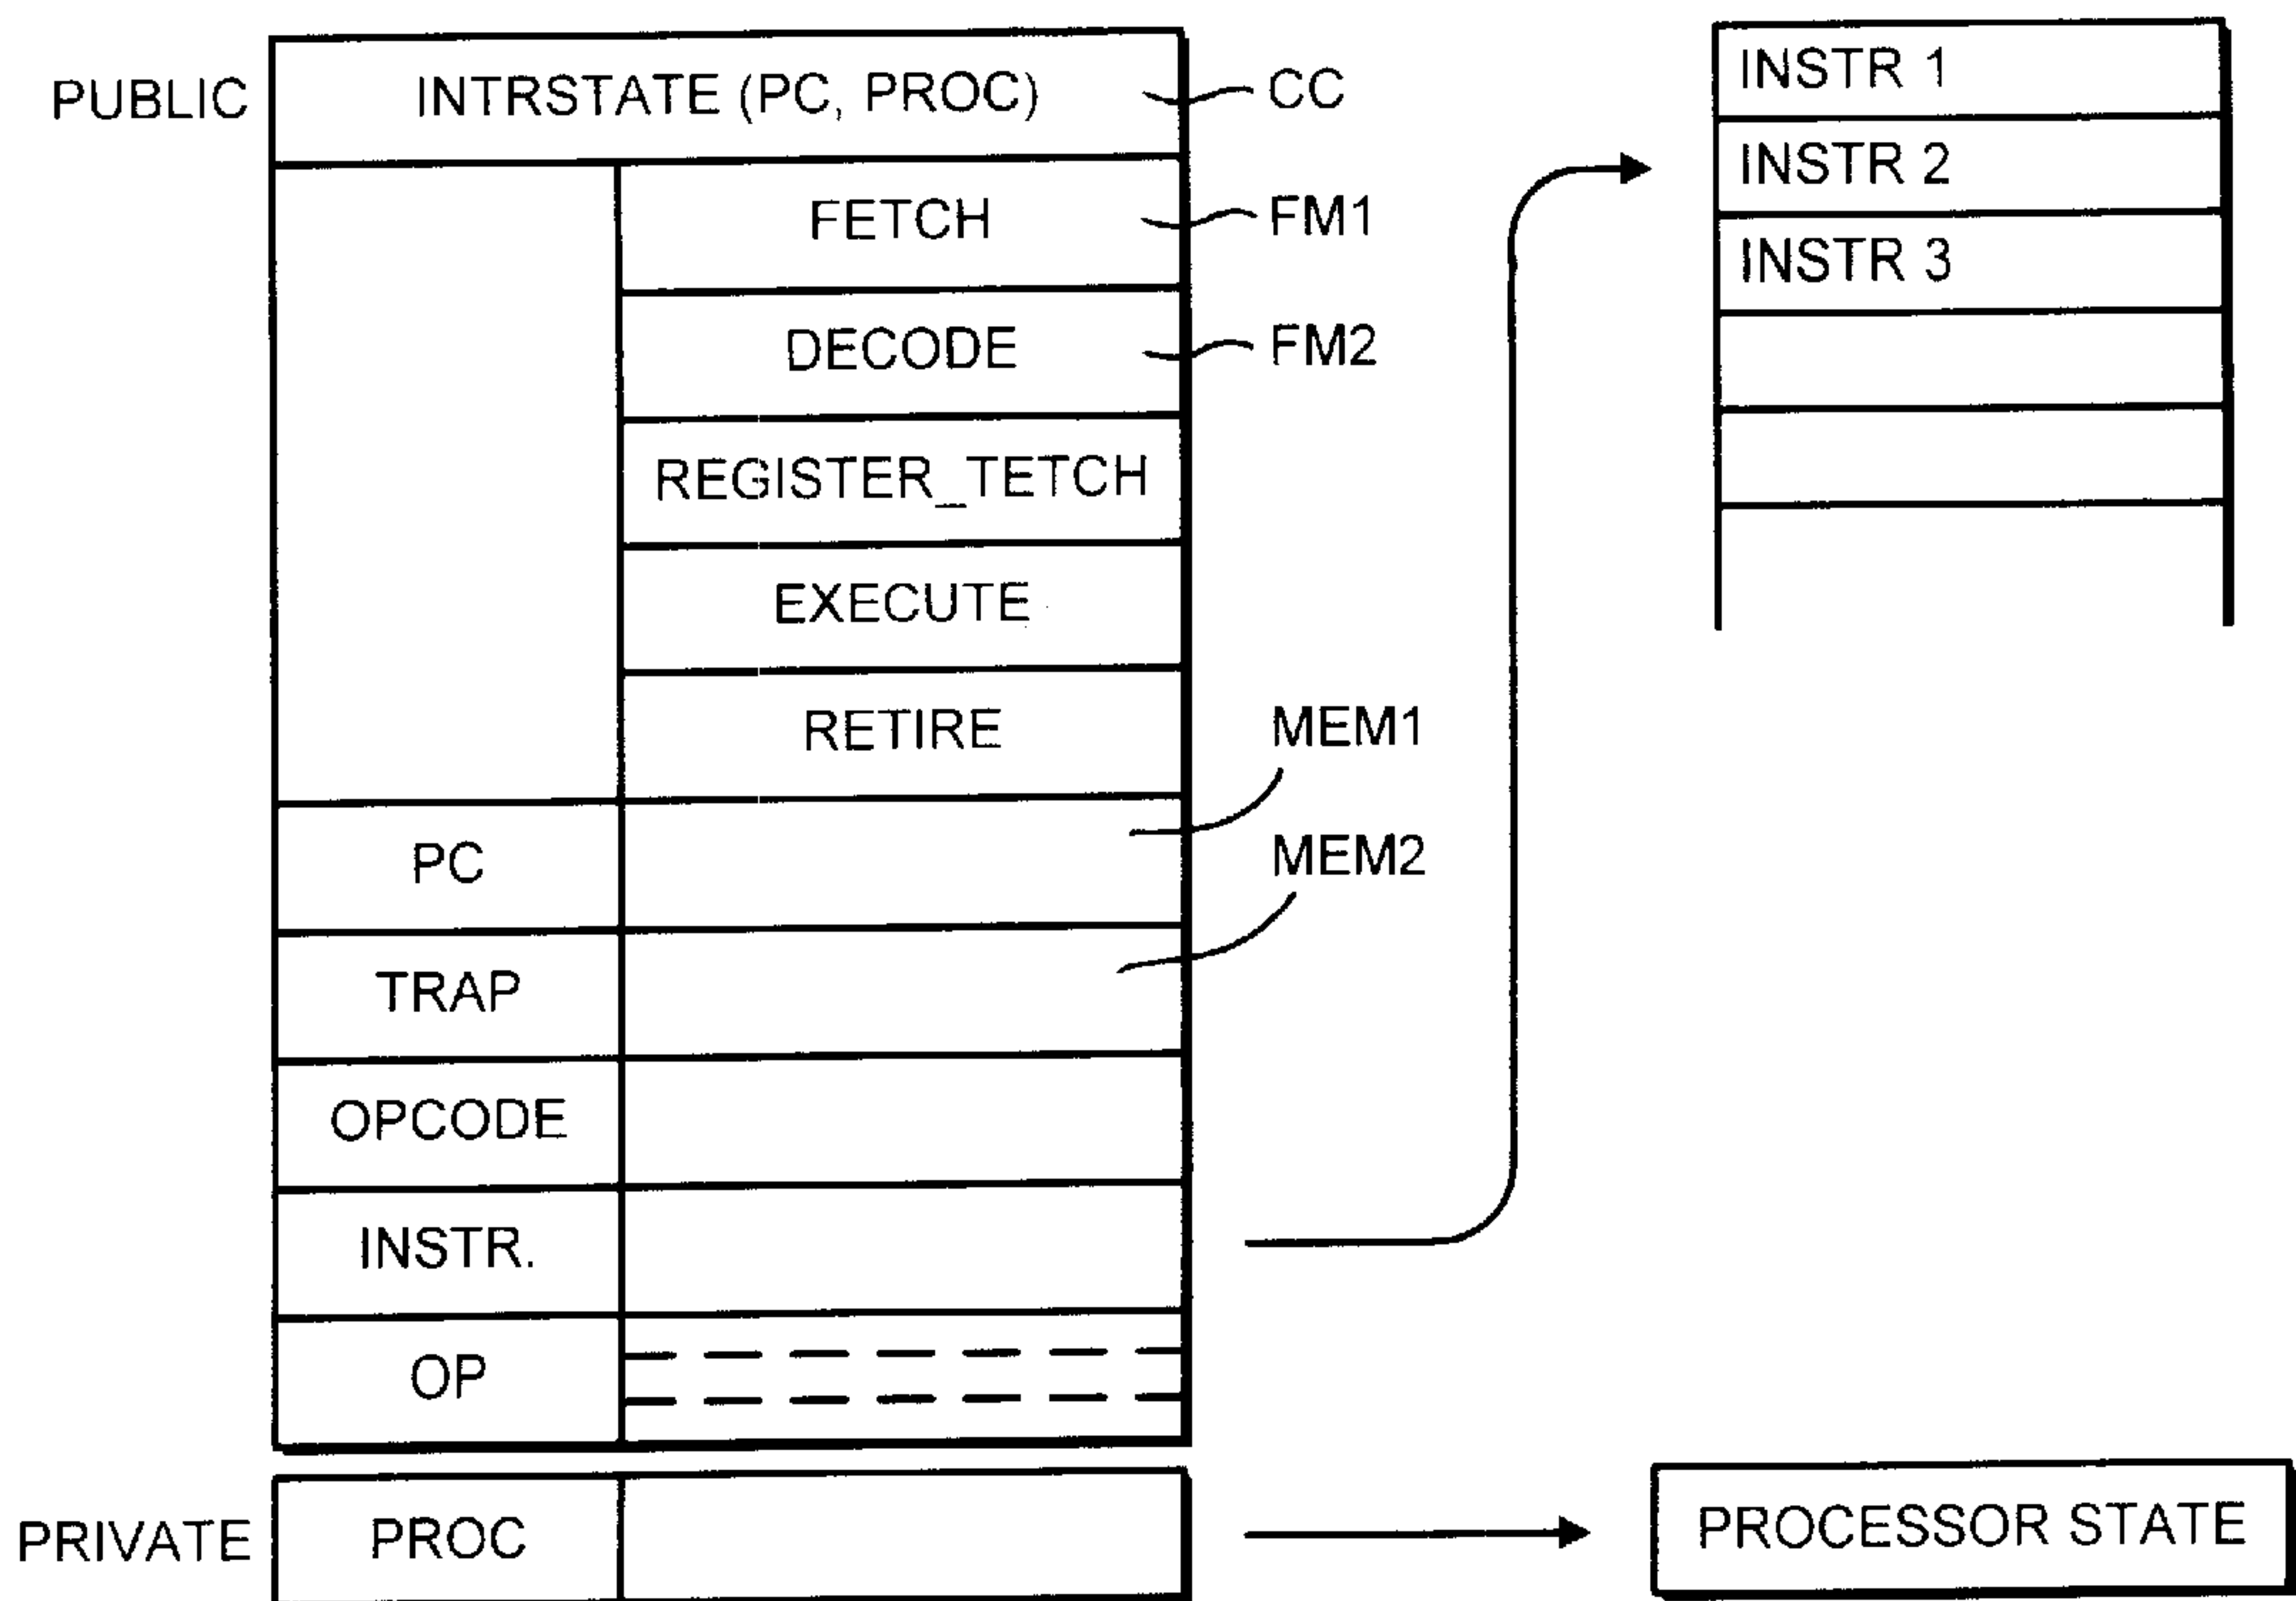 PUBLIC
INTRSTATE (PC, PROC)
CC
FETCH
FM1
DECODE
FM2
REGISTER_TETCH
EXECUTE
RETIRE
MEM1
PC
MEM2
TRAP
OPCODE
INSTR.
OP
PRIVATE
PROC
INSTR 1
INSTR 2
INSTR 3
PROCESSOR STATE